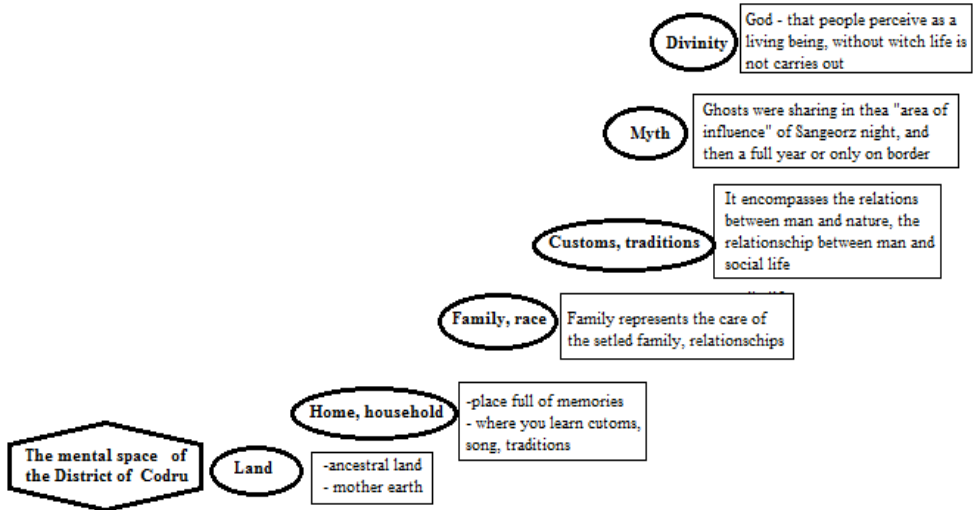 Divinity
God - that people perceive as a
living being, without witch life is
not carries out
Myth
Ghosts were sharing in thea "area of
influence" of Sangeorz night, and
then a full year or only on border
Customs, traditions
It encompasses the relations
between man and nature, the
relationship between man and
social life
Family, race
Family represents the care of
the setled family, relationships
Home, household
-place full of memories
- where you learn cutoms,
song, traditions
The mental space of
the District of Codru
Land
-ancestral land
- mother earth